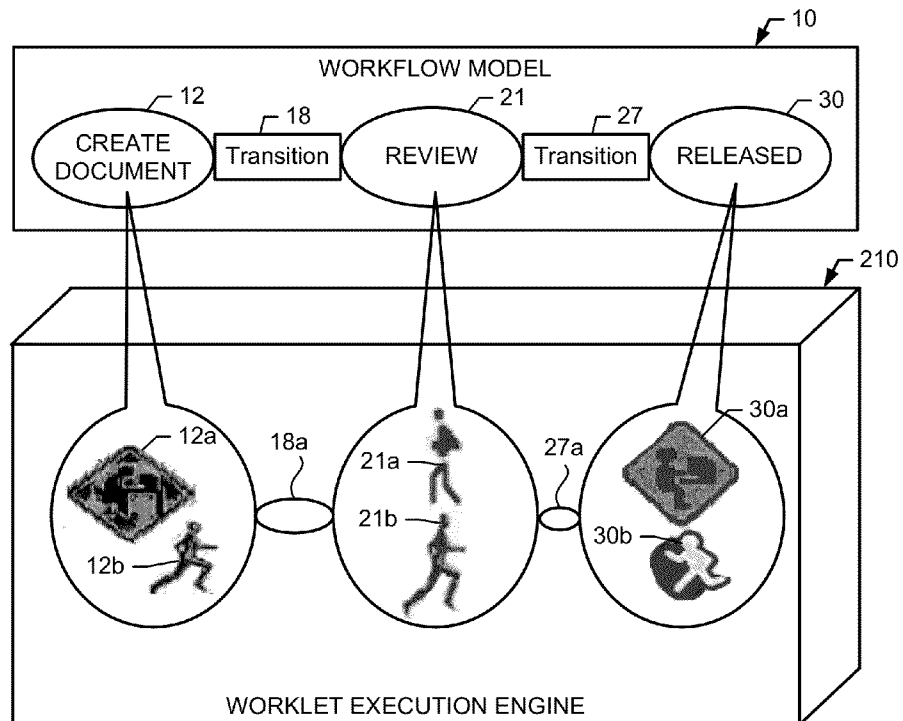 10
WORKFLOW MODEL
12
18
21
27
30
CREATE
DOCUMENT
Transition
REVIEW
Transition
RELEASED
210
12a
18a
21a
27a
30a
21b
12b
30b
WORKLET EXECUTION ENGINE